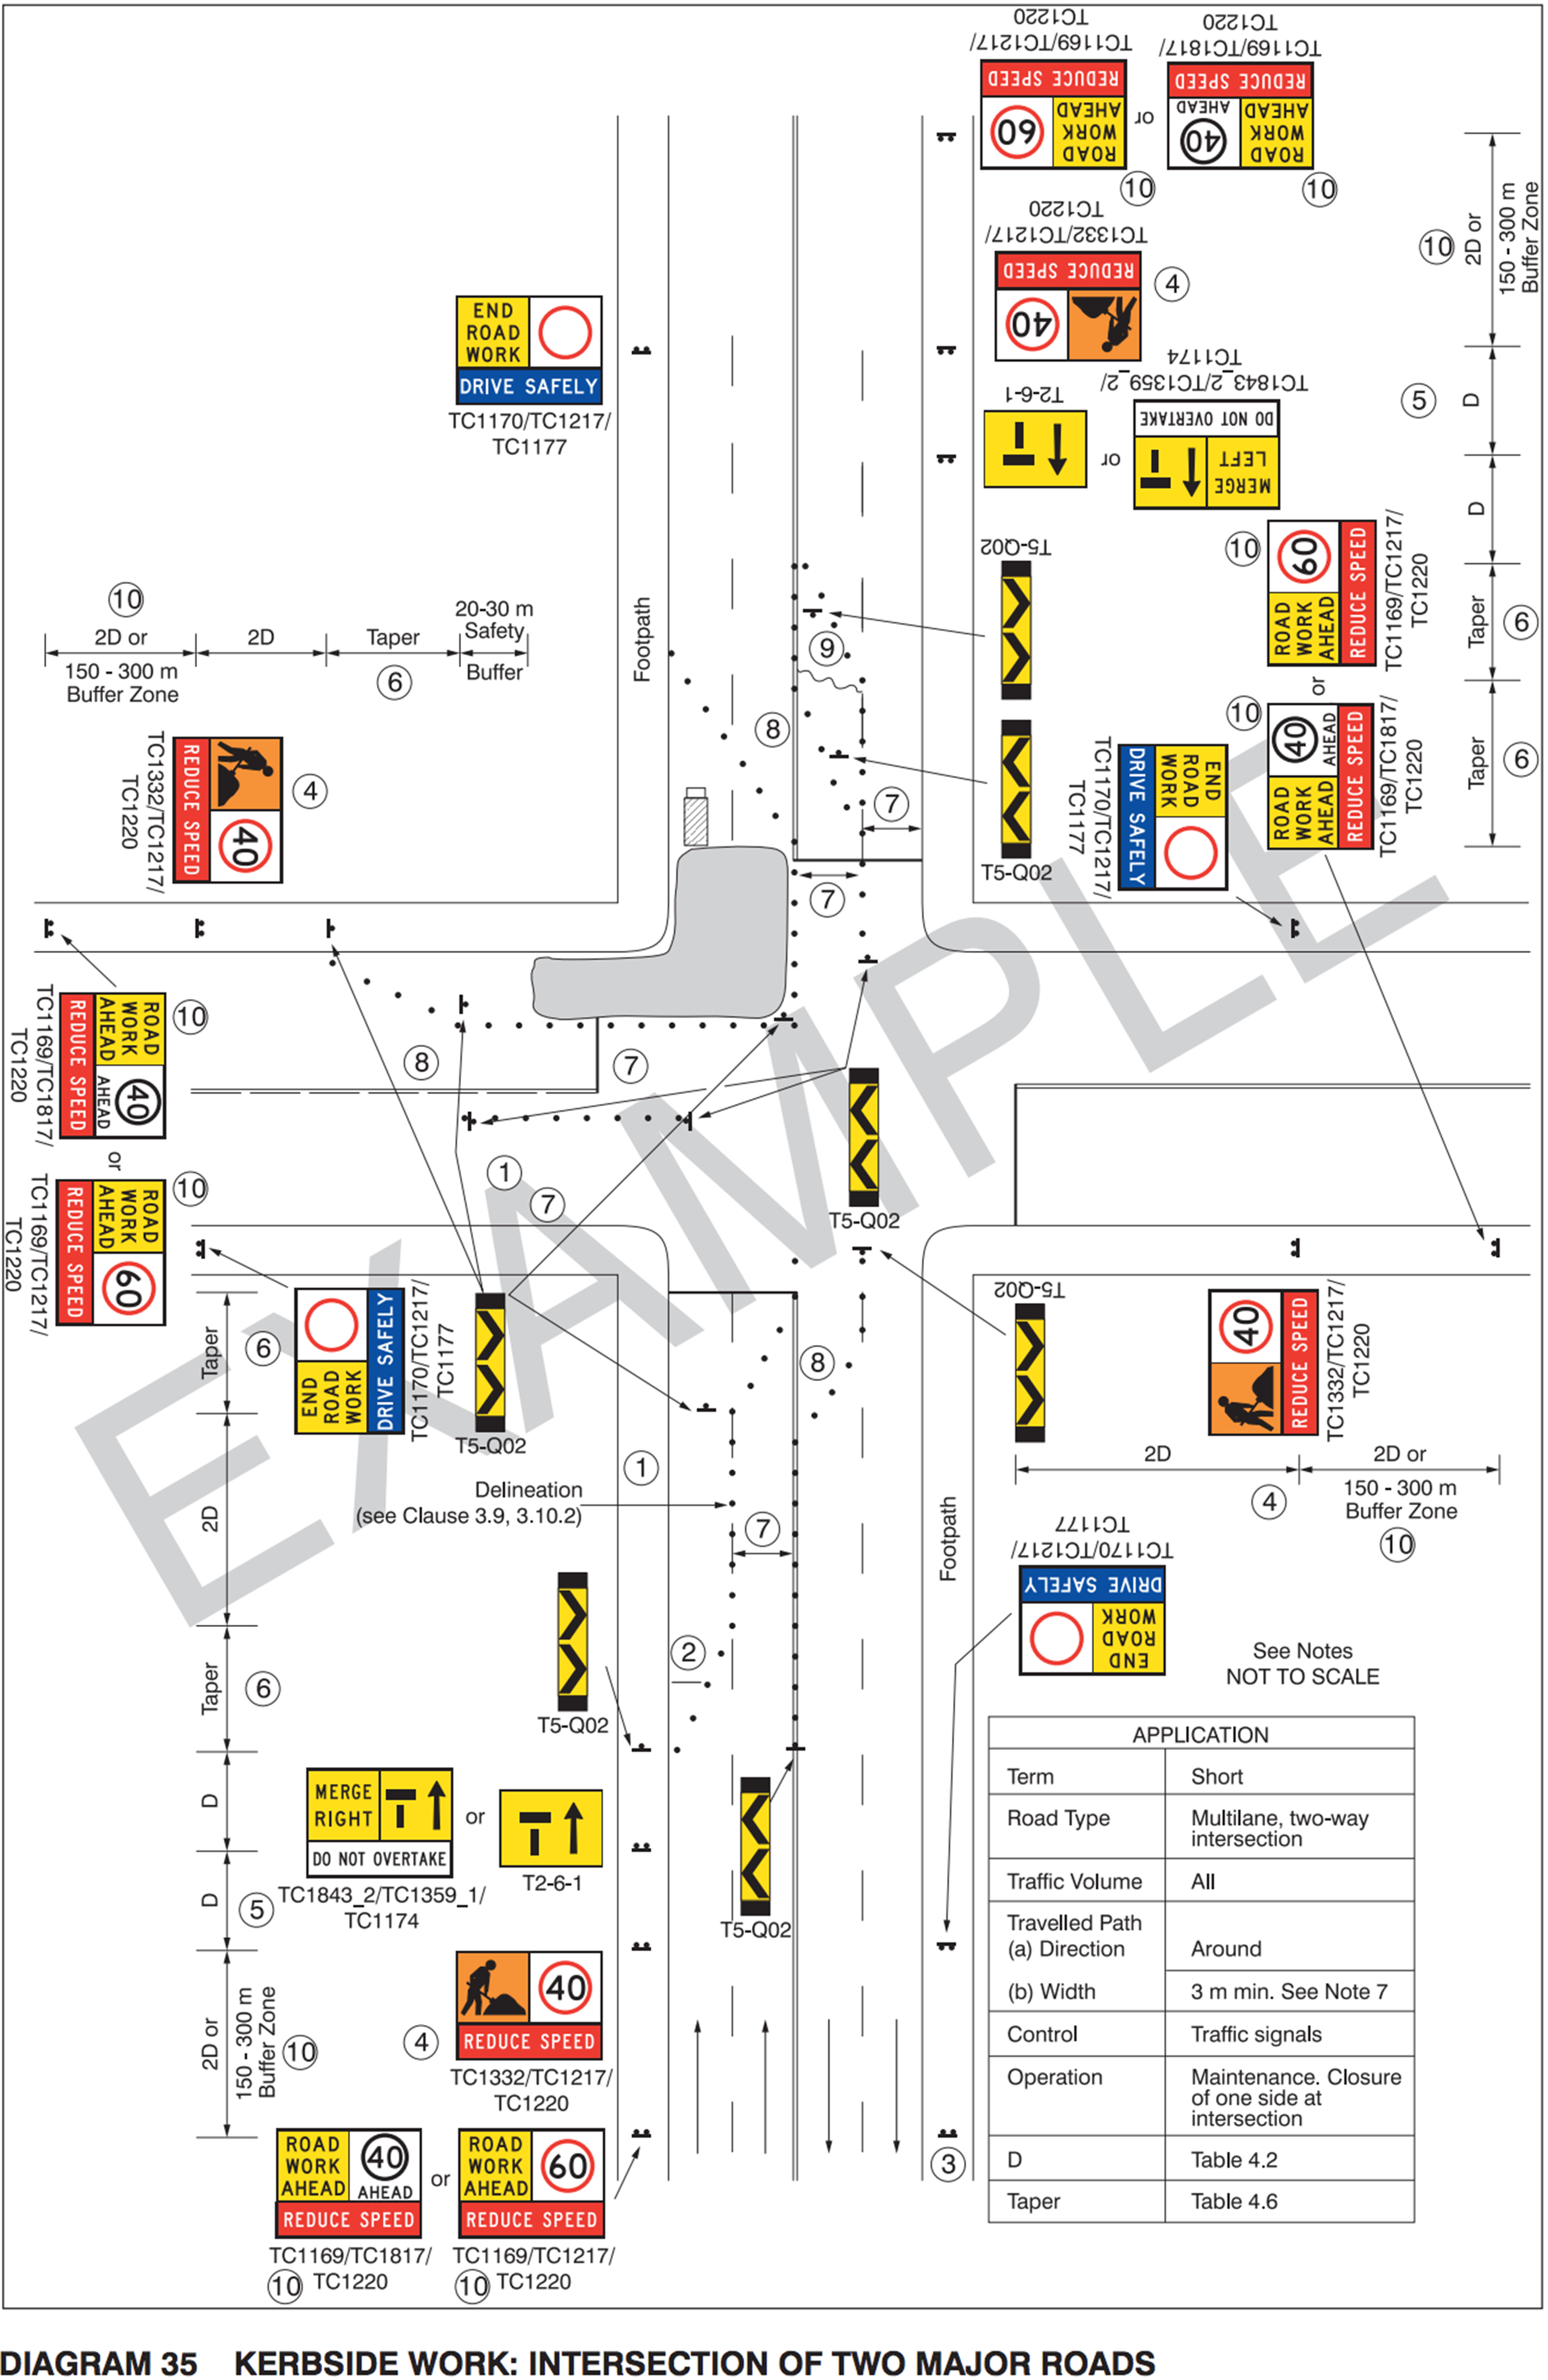 TC1220
TC1169/TC1217/
REDUCE SPEED
60
ROAD
WORK
AHEAD
10
or
TC1220
TC1169/TC1817/
REDUCE SPEED
40
AHEAD
ROAD
WORK
AHEAD
10
10
2D or
150 - 300 m
Buffer Zone
TC1220
TC1332/TC1217/
REDUCE SPEED
40
4
END
ROAD
WORK
DRIVE SAFELY
TC1170/TC1217/
TC1177
TC1174
TC1843_2/TC1359_2/
DO NOT OVERTAKE
MERGE
LEFT
or
T2-6-1
5
D
D
T5-Q02
10
60
ROAD
WORK
AHEAD
REDUCE SPEED
TC1169/TC1217/
TC1220
or
Taper
6
10
2D or
150 - 300 m
Buffer Zone
2D
Taper
6
20-30 m
Safety
Buffer
Footpath
9
8
7
7
T5-Q02
10
40
AHEAD
ROAD
WORK
AHEAD
REDUCE SPEED
TC1169/TC1817/
TC1220
Taper
6
END
ROAD
WORK
DRIVE SAFELY
TC1170/TC1217/
TC1177
40
REDUCE SPEED
TC1332/TC1217/
TC1220
4
ROAD
WORK
AHEAD
40
AHEAD
REDUCE SPEED
TC1169/TC1817/
TC1220
10
or
ROAD
WORK
AHEAD
60
REDUCE SPEED
TC1169/TC1217/
TC1220
10
8
7
1
7
T5-Q02
EXAMPLE
END
ROAD
WORK
DRIVE SAFELY
TC1170/TC1217/
TC1177
T5-Q02
Taper
6
2D
8
T5-Q02
40
REDUCE SPEED
TC1332/TC1217/
TC1220
2D
4
2D or
150 - 300 m
Buffer Zone
10
1
Delineation
(see Clause 3.9, 3.10.2)
7
Footpath
TC1177
TC1170/TC1217/
DRIVE SAFELY
END
ROAD
WORK
See Notes
NOT TO SCALE
Taper
6
2
T5-Q02
D
MERGE
RIGHT
DO NOT OVERTAKE
or
T2-6-1
TC1843_2/TC1359_1/
TC1174
D
5
T5-Q02
40
REDUCE SPEED
4
TC1332/TC1217/
TC1220
2D or
150 - 300 m
Buffer Zone
10
ROAD
WORK
AHEAD
40
AHEAD
REDUCE SPEED
TC1169/TC1817/
10 TC1220
or
ROAD
WORK
AHEAD
60
REDUCE SPEED
TC1169/TC1217/
10 TC1220
3
APPLICATION
Term Short
Road Type Multilane, two-way
intersection
Traffic Volume All
Travelled Path
(a) Direction Around
(b) Width 3 m min. See Note 7
Control Traffic signals
Operation Maintenance. Closure
of one side at
intersection
D Table 4.2
Taper Table 4.6
DIAGRAM 35 KERBSIDE WORK: INTERSECTION OF TWO MAJOR ROADS